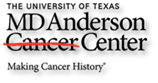 THE UNIVERSITY OF TEXAS
MD Anderson
Cancer Center
Making Cancer History®